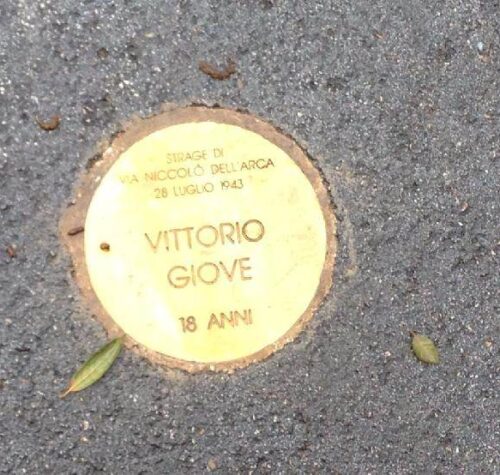 STRAGE DI
VIA NICCOLÒ DELL'ARCA
28 LUGLIO 1943
VITTORIO
GIOVE
18 ANNI